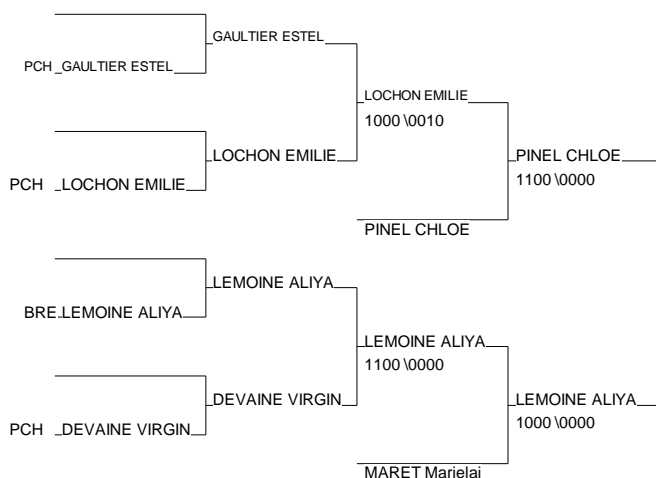 GAULTIER ESTEL
PCH GAULTIER ESTEL
LOCHON EMILIE
1000 \0010
LOCHON EMILIE
PINEL CHLOE
1100 \0000
PCH LOCHON EMILIE
PINEL CHLOE
LEMOINE ALIYA
BRE LEMOINE ALIYA
LEMOINE ALIYA
1100 \0000
DEVAINE VIRGIN
LEMOINE ALIYA
1000 \0000
PCH DEVAINE VIRGIN
MARET Marielai